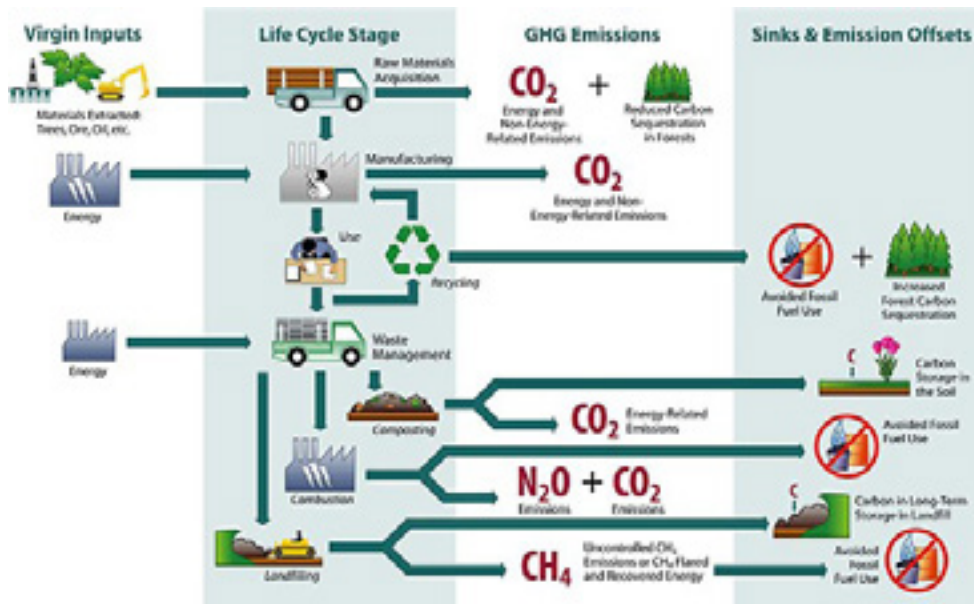 Virgin Inputs
Life Cycle Stage
GHG Emissions
Sinks & Emission Offsets
Materials Extracted:
Trees, Ore, Oil, etc.
Raw Materials
Acquisition
CO2
Energy and
Non-Energy-
Related Emissions
+
Reduced Carbon
Sequestration
in Forests
Energy
Manufacturing
CO2
Energy and Non-
Energy-Related Emissions
Use
Recycling
Avoided Fossil
Fuel Use
+
Increased
Forest Carbon
Sequestration
Energy
Waste
Management
Composting
CO2
Energy-Related
Emissions
C
Carbon
Storage in
the Soil
Combustion
N2O + CO2
Emissions
Emissions
Avoided Fossil
Fuel Use
Landfilling
C
Carbon in Long-Term
Storage in Landfill
CH4
Uncontrolled CH4
Emissions or CH4 Flared
and Recovered Energy
Avoided
Fossil
Fuel Use